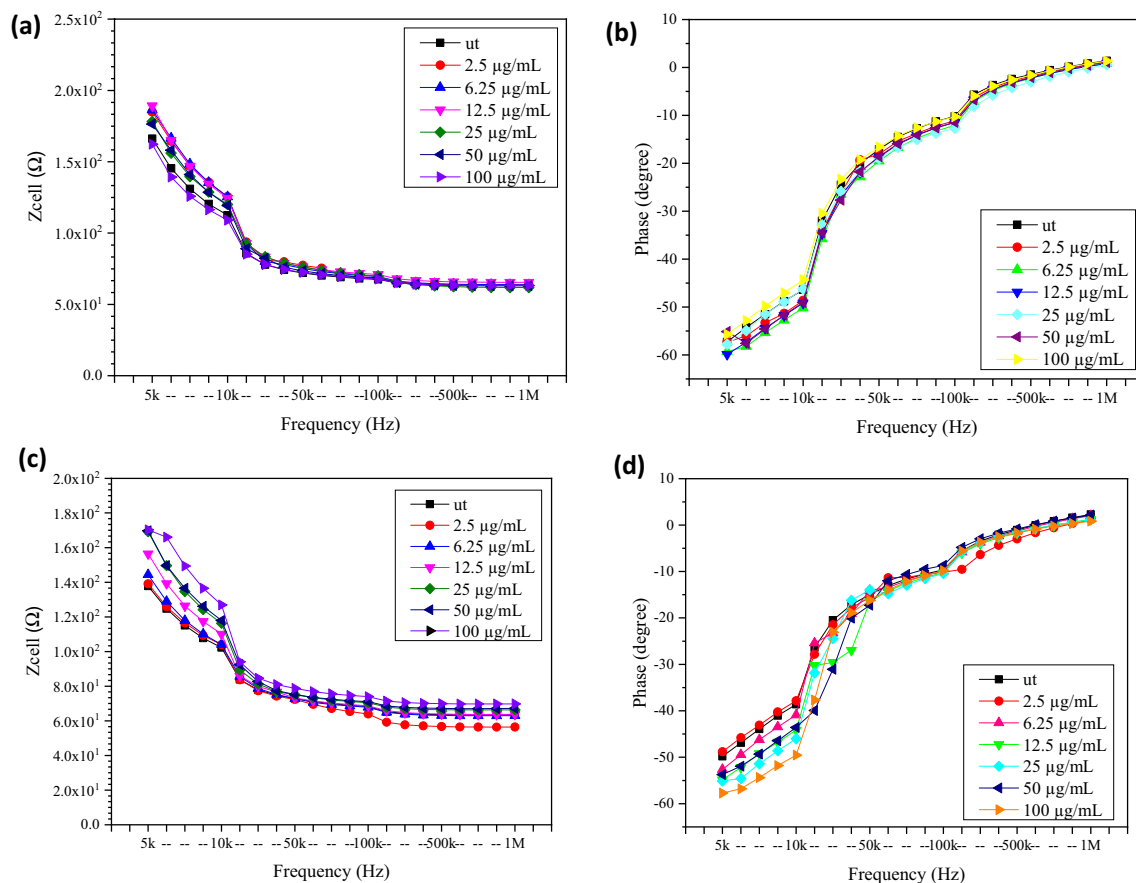 (a)
2.5x10²
2.0x10²
1.5x10²
1.0x10²
5.0x10¹
0.0
Zcell (Ω)
ut
2.5 µg/mL
6.25 µg/mL
12.5 µg/mL
25 µg/mL
50 µg/mL
100 µg/mL
5k -- -- -- 10k -- -- -- 50k -- -- -- --100k-- -- -- --500k-- -- -- 1M
Frequency (Hz)
(b)
10
0
-10
-20
-30
-40
-50
-60
Phase (degree)
ut
2.5 µg/mL
6.25 µg/mL
12.5 µg/mL
25 µg/mL
50 µg/mL
100 µg/mL
5k -- -- -- 10k -- -- -- 50k -- -- -- --100k-- -- -- --500k-- -- -- 1M
Frequency (Hz)
(c)
2.0x10²
1.8x10²
1.6x10²
1.4x10²
1.2x10²
1.0x10²
8.0x10¹
6.0x10¹
4.0x10¹
2.0x10¹
0.0
Zcell (Ω)
ut
2.5 µg/mL
6.25 µg/mL
12.5 µg/mL
25 µg/mL
50 µg/mL
100 µg/mL
5k -- -- -- 10k -- -- -- 50k -- -- -- --100k-- -- -- --500k-- -- -- 1M
Frequency (Hz)
(d)
10
0
-10
-20
-30
-40
-50
-60
Phase (degree)
ut
2.5 µg/mL
6.25 µg/mL
12.5 µg/mL
25 µg/mL
50 µg/mL
100 µg/mL
5k -- -- -- 10k -- -- -- 50k -- -- -- --100k-- -- -- --500k-- -- -- 1M
Frequency (Hz)